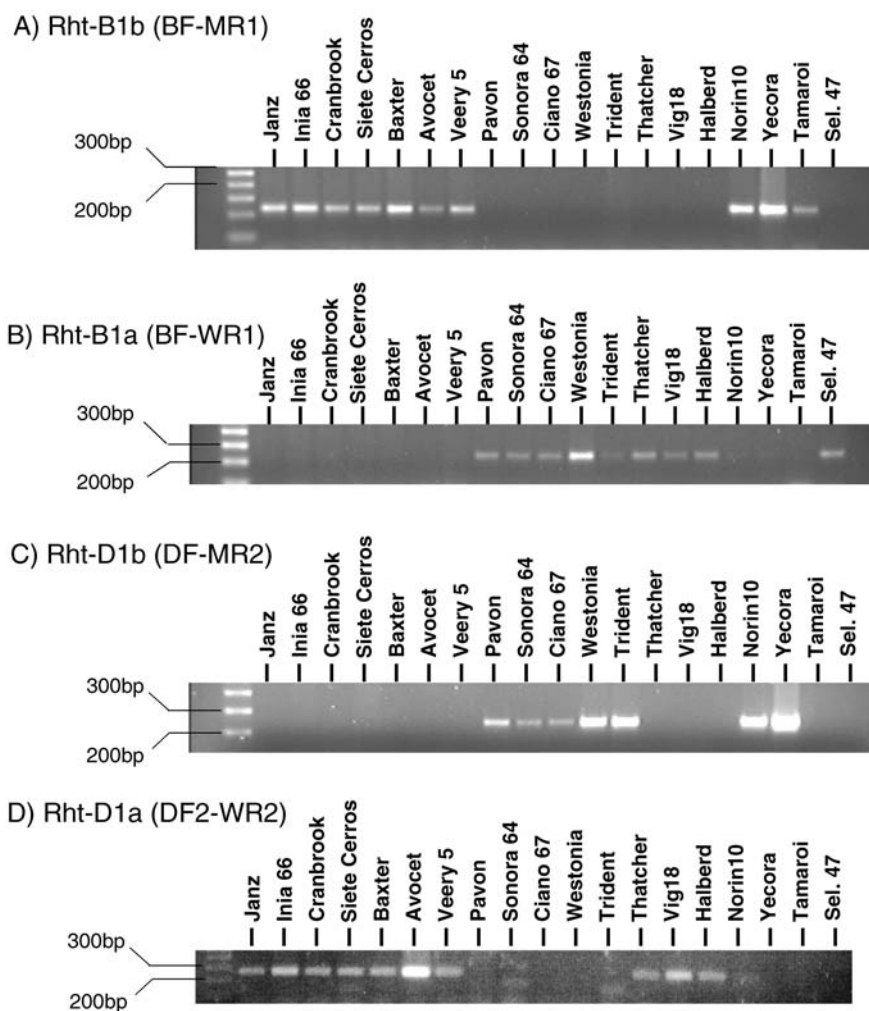 A) Rht-B1b (BF-MR1)
Janz Inia 66 Cranbrook Siete Cerros Baxter Avocet Veery 5 Pavon Sonora 64 Ciano 67 Westonia Trident Thatcher Vig18 Halberd Norin10 Yecora Tamaroi Sel. 47
300bp
200bp
B) Rht-B1a (BF-WR1)
Janz Inia 66 Cranbrook Siete Cerros Baxter Avocet Veery 5 Pavon Sonora 64 Ciano 67 Westonia Trident Thatcher Vig18 Halberd Norin10 Yecora Tamaroi Sel. 47
300bp
200bp
C) Rht-D1b (DF-MR2)
Janz Inia 66 Cranbrook Siete Cerros Baxter Avocet Veery 5 Pavon Sonora 64 Ciano 67 Westonia Trident Thatcher Vig18 Halberd Norin10 Yecora Tamaroi Sel. 47
300bp
200bp
D) Rht-D1a (DF2-WR2)
Janz Inia 66 Cranbrook Siete Cerros Baxter Avocet Veery 5 Pavon Sonora 64 Ciano 67 Westonia Trident Thatcher Vig18 Halberd Norin10 Yecora Tamaroi Sel. 47
300bp
200bp